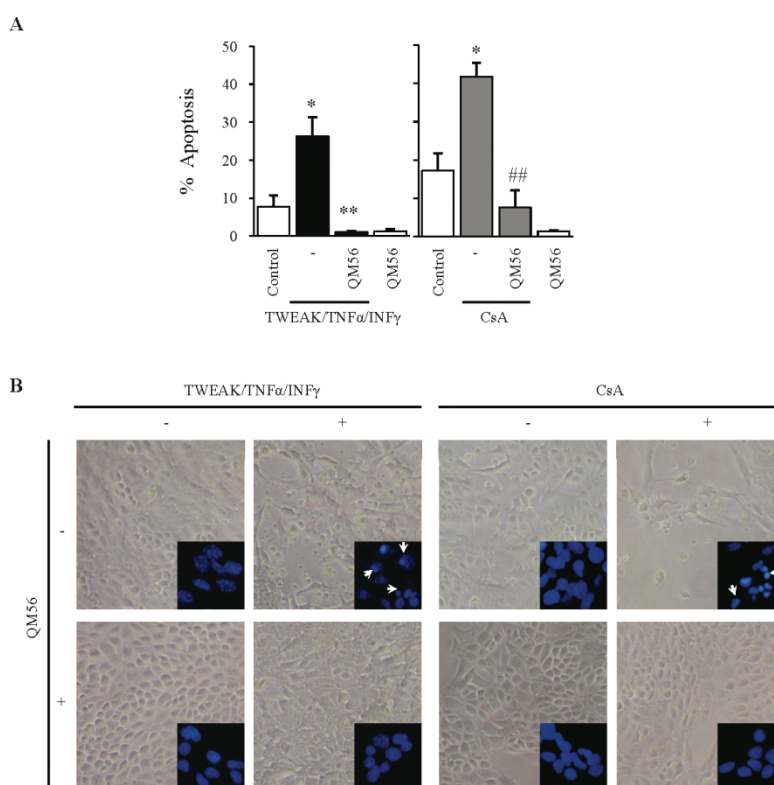 A
% Apoptosis
50
40
30
20
10
0
*
**
*
##
Control
-
QM56
QM56
Control
-
QM56
QM56
TWEAK/TNFα/INFγ
CsA
B
TWEAK/TNFα/INFγ
CsA
- + - +
QM56
-
+